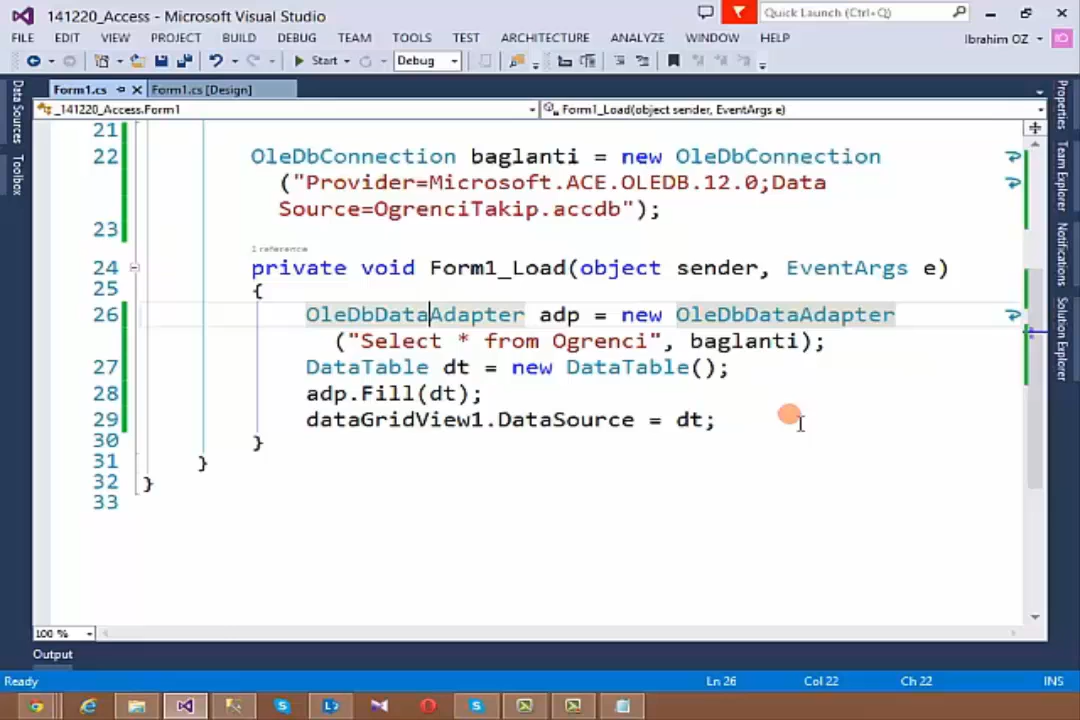 141220_Access - Microsoft Visual Studio
Quick Launch (Ctrl+Q)
FILE EDIT VIEW PROJECT BUILD DEBUG TEAM TOOLS TEST ARCHITECTURE ANALYZE WINDOW HELP
Ibrahim OZ
IO
Start Debug
Form1.cs
Form1.cs [Design]
_141220_Access.Form1
Form1_Load(object sender, EventArgs e)
Data Sources
Toolbox
Properties
Team Explorer
Notifications
Solution Explorer
21
22 OleDbConnection baglanti = new OleDbConnection
("Provider=Microsoft.ACE.OLEDB.12.0;Data
Source=OgrenciTakip.accdb");
23
1 reference
24 private void Form1_Load(object sender, EventArgs e)
25 {
26 OleDbDataAdapter adp = new OleDbDataAdapter
("Select * from Ogrenci", baglanti);
27 DataTable dt = new DataTable();
28 adp.Fill(dt);
29 dataGridView1.DataSource = dt;
30 }
31 }
32 }
33
100 %
Output
Ready
Ln 26 Col 22 Ch 22 INS